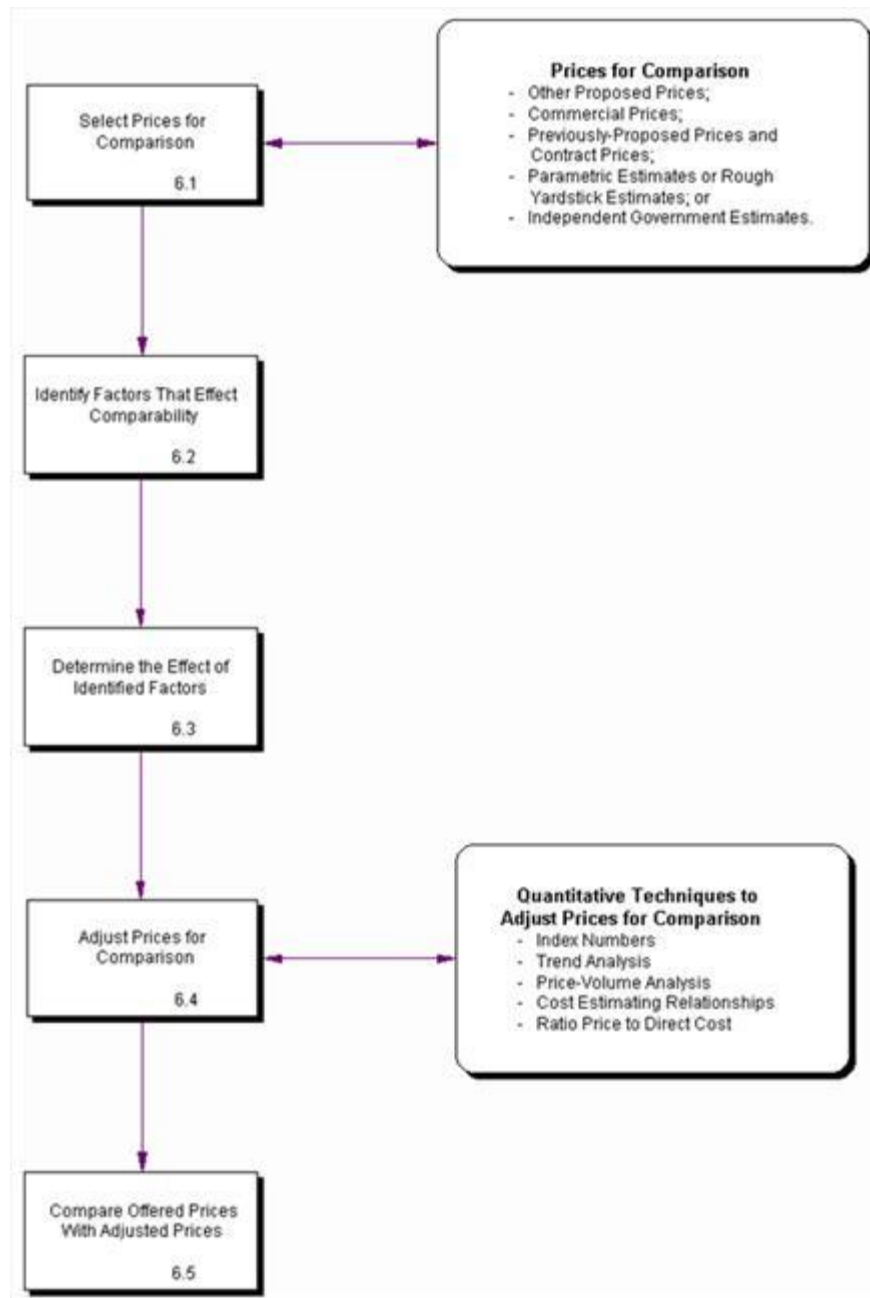 Select Prices for
Comparison
6.1
Prices for Comparison
- Other Proposed Prices;
- Commercial Prices;
- Previously-Proposed Prices and
Contract Prices;
- Parametric Estimates or Rough
Yardstick Estimates; or
- Independent Government Estimates.
Identify Factors That Effect
Comparability
6.2
Determine the Effect of
Identified Factors
6.3
Adjust Prices for
Comparison
6.4
Quantitative Techniques to
Adjust Prices for Comparison
- Index Numbers
- Trend Analysis
- Price-Volume Analysis
- Cost Estimating Relationships
- Ratio Price to Direct Cost
Compare Offered Prices
With Adjusted Prices
6.5